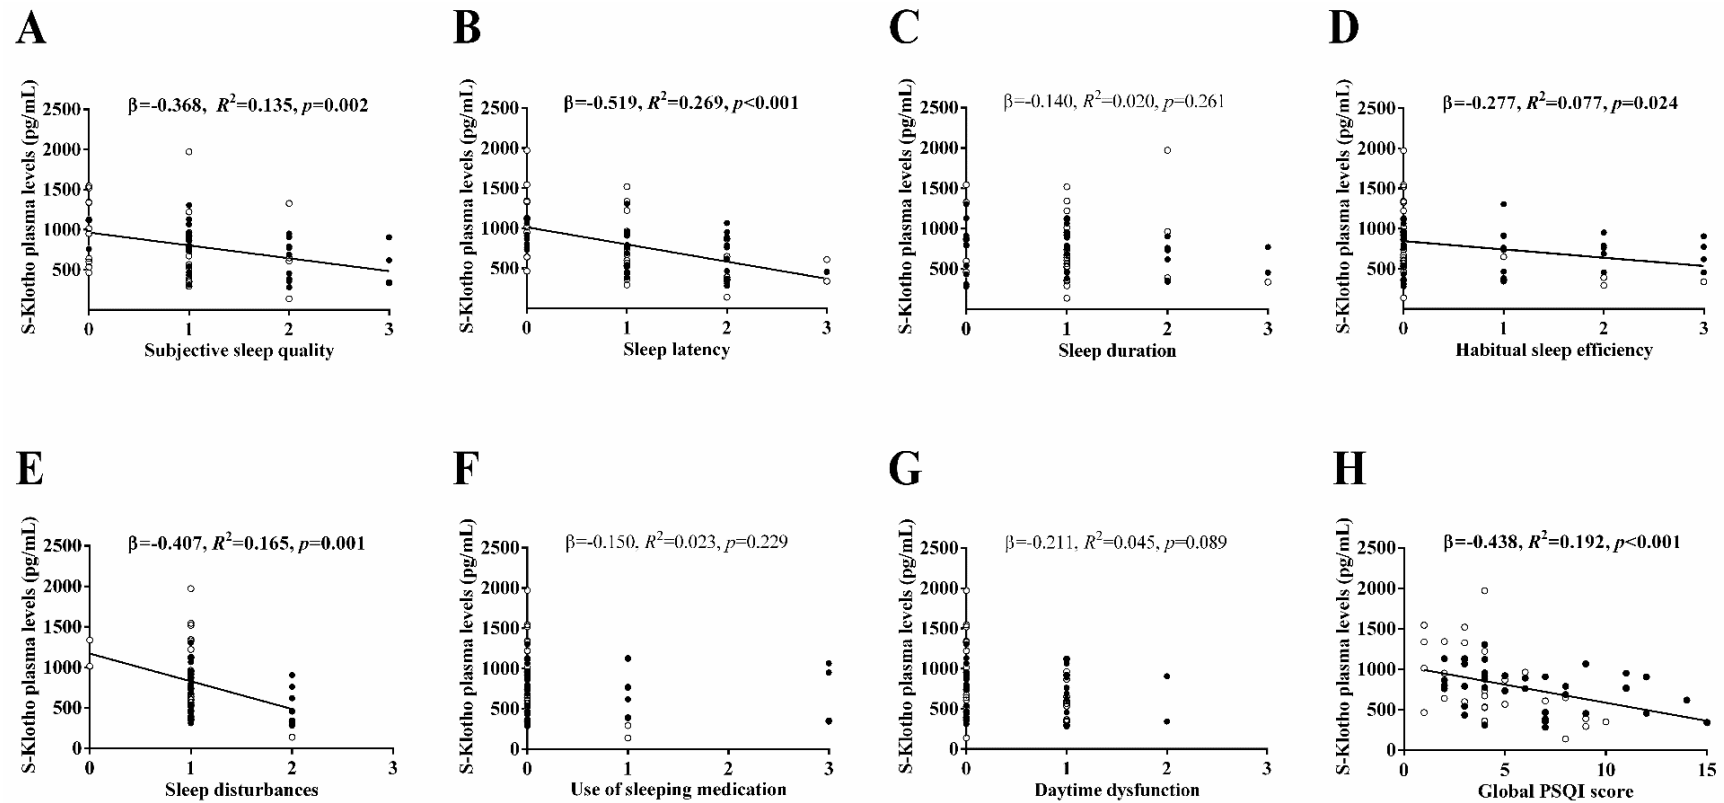 A
β=-0.368, R²=0.135, p=0.002
S-Klotho plasma levels (pg/mL)
2500
2000
1500
1000
500
0
1
2
3
Subjective sleep quality
B
β=-0.519, R²=0.269, p<0.001
S-Klotho plasma levels (pg/mL)
2500
2000
1500
1000
500
0
1
2
3
Sleep latency
C
β=-0.140, R²=0.020, p=0.261
S-Klotho plasma levels (pg/mL)
2500
2000
1500
1000
500
0
1
2
3
Sleep duration
D
β=-0.277, R²=0.077, p=0.024
S-Klotho plasma levels (pg/mL)
2500
2000
1500
1000
500
0
1
2
3
Habitual sleep efficiency
E
β=-0.407, R²=0.165, p=0.001
S-Klotho plasma levels (pg/mL)
2500
2000
1500
1000
500
0
0
1
2
3
Sleep disturbances
F
β=-0.150, R²=0.023, p=0.229
S-Klotho plasma levels (pg/mL)
2500
2000
1500
1000
500
0
0
1
2
3
Use of sleeping medication
G
β=-0.211, R²=0.045, p=0.089
S-Klotho plasma levels (pg/mL)
2500
2000
1500
1000
500
0
0
1
2
3
Daytime dysfunction
H
β=-0.438, R²=0.192, p<0.001
S-Klotho plasma levels (pg/mL)
2500
2000
1500
1000
500
0
0
5
10
15
Global PSQI score